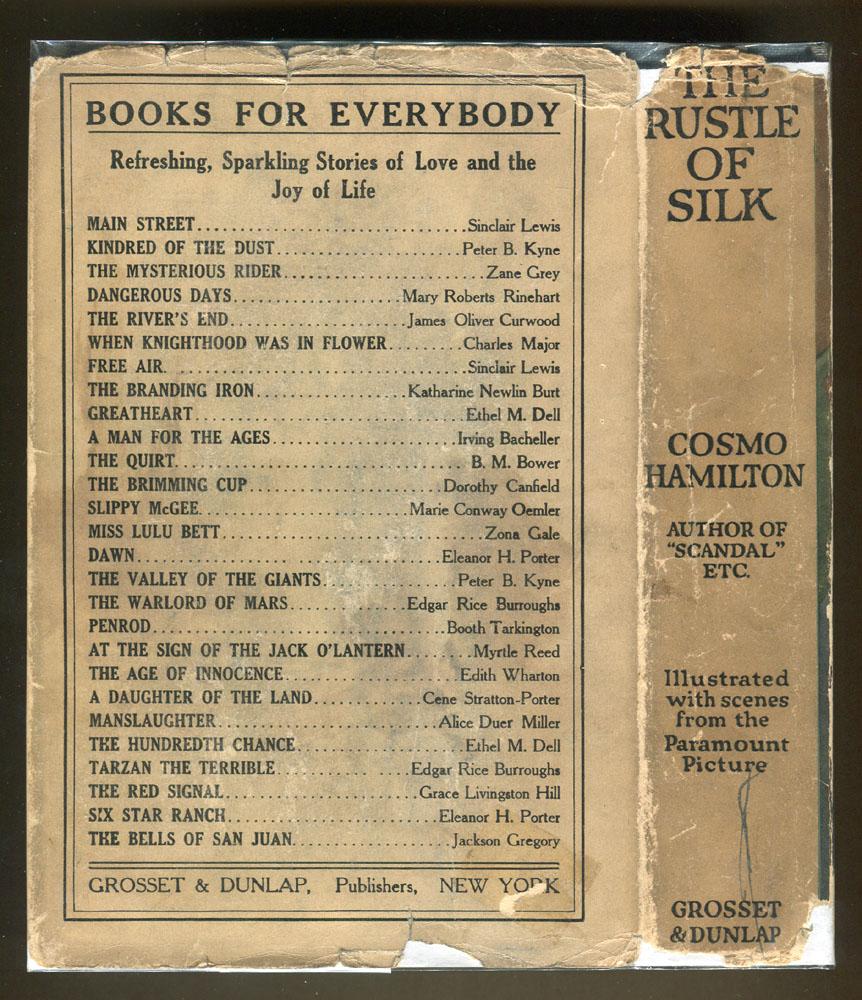 BOOKS FOR EVERYBODY
Refreshing, Sparkling Stories of Love and the
Joy of Life
MAIN STREET................................Sinclair Lewis
KINDRED OF THE DUST......................Peter B. Kyne
THE MYSTERIOUS RIDER........................Zane Grey
DANGEROUS DAYS....................Mary Roberts Rinehart
THE RIVER'S END.....................James Oliver Curwood
WHEN KNIGHTHOOD WAS IN FLOWER.........Charles Major
FREE AIR. ..................................Sinclair Lewis
THE BRANDING IRON..................Katharine Newlin Burt
GREATHEART................................Ethel M. Dell
A MAN FOR THE AGES......................Irving Bacheller
THE QUIRT.................................. B. M. Bower
THE BRIMMING CUP.......................Dorothy Canfield
SLIPPY McGEE.........................Marie Conway Oemler
MISS LULU BETT................................Zona Gale
DAWN.....................................Eleanor H. Porter
THE VALLEY OF THE GIANTS................Peter B. Kyne
THE WARLORD OF MARS..............Edgar Rice Burroughs
PENROD...................................Booth Tarkington
AT THE SIGN OF THE JACK O'LANTERN........Myrtle Reed
THE AGE OF INNOCENCE.....................Edith Wharton
A DAUGHTER OF THE LAND.............Gene Stratton-Porter
MANSLAUGHTER..........................Alice Duer Miller
THE HUNDREDTH CHANCE....................Ethel M. Dell
TARZAN THE TERRIBLE.......... ....Edgar Rice Burroughs
THE RED SIGNAL.......................Grace Livingston Hill
SIX STAR RANCH..........................Eleanor H. Porter
THE BELLS OF SAN JUAN...................Jackson Gregory
GROSSET & DUNLAP, Publishers, NEW YORK
THE
RUSTLE
OF
SILK
COSMO
HAMILTON
AUTHOR OF
"SCANDAL"
ETC.
Illustrated
with scenes
from the
Paramount
Picture
GROSSET
& DUNLAP